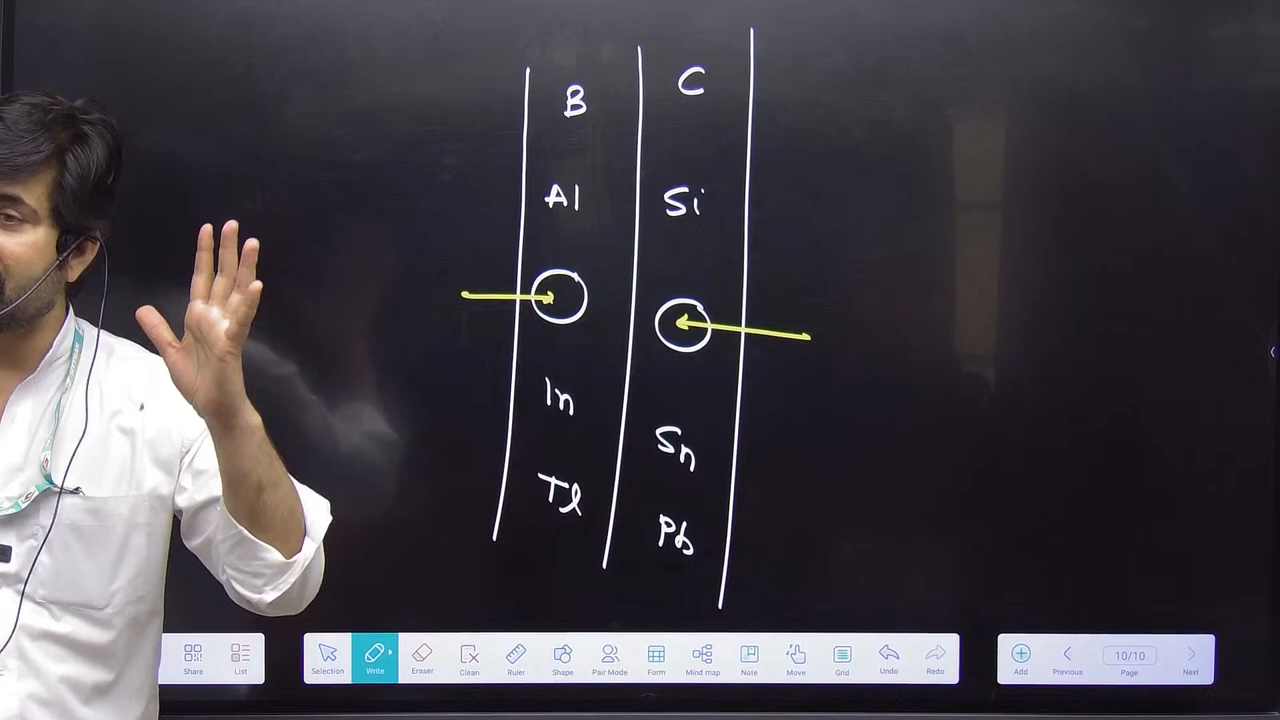 B
C
Al
Si
In
Sn
Tl
Pb
Share
List
Selection
Write
Eraser
Clean
Ruler
Shape
Pair Mode
Form
Mind map
Note
Move
Grid
Undo
Redo
Add
Previous
10/10
Page
Next